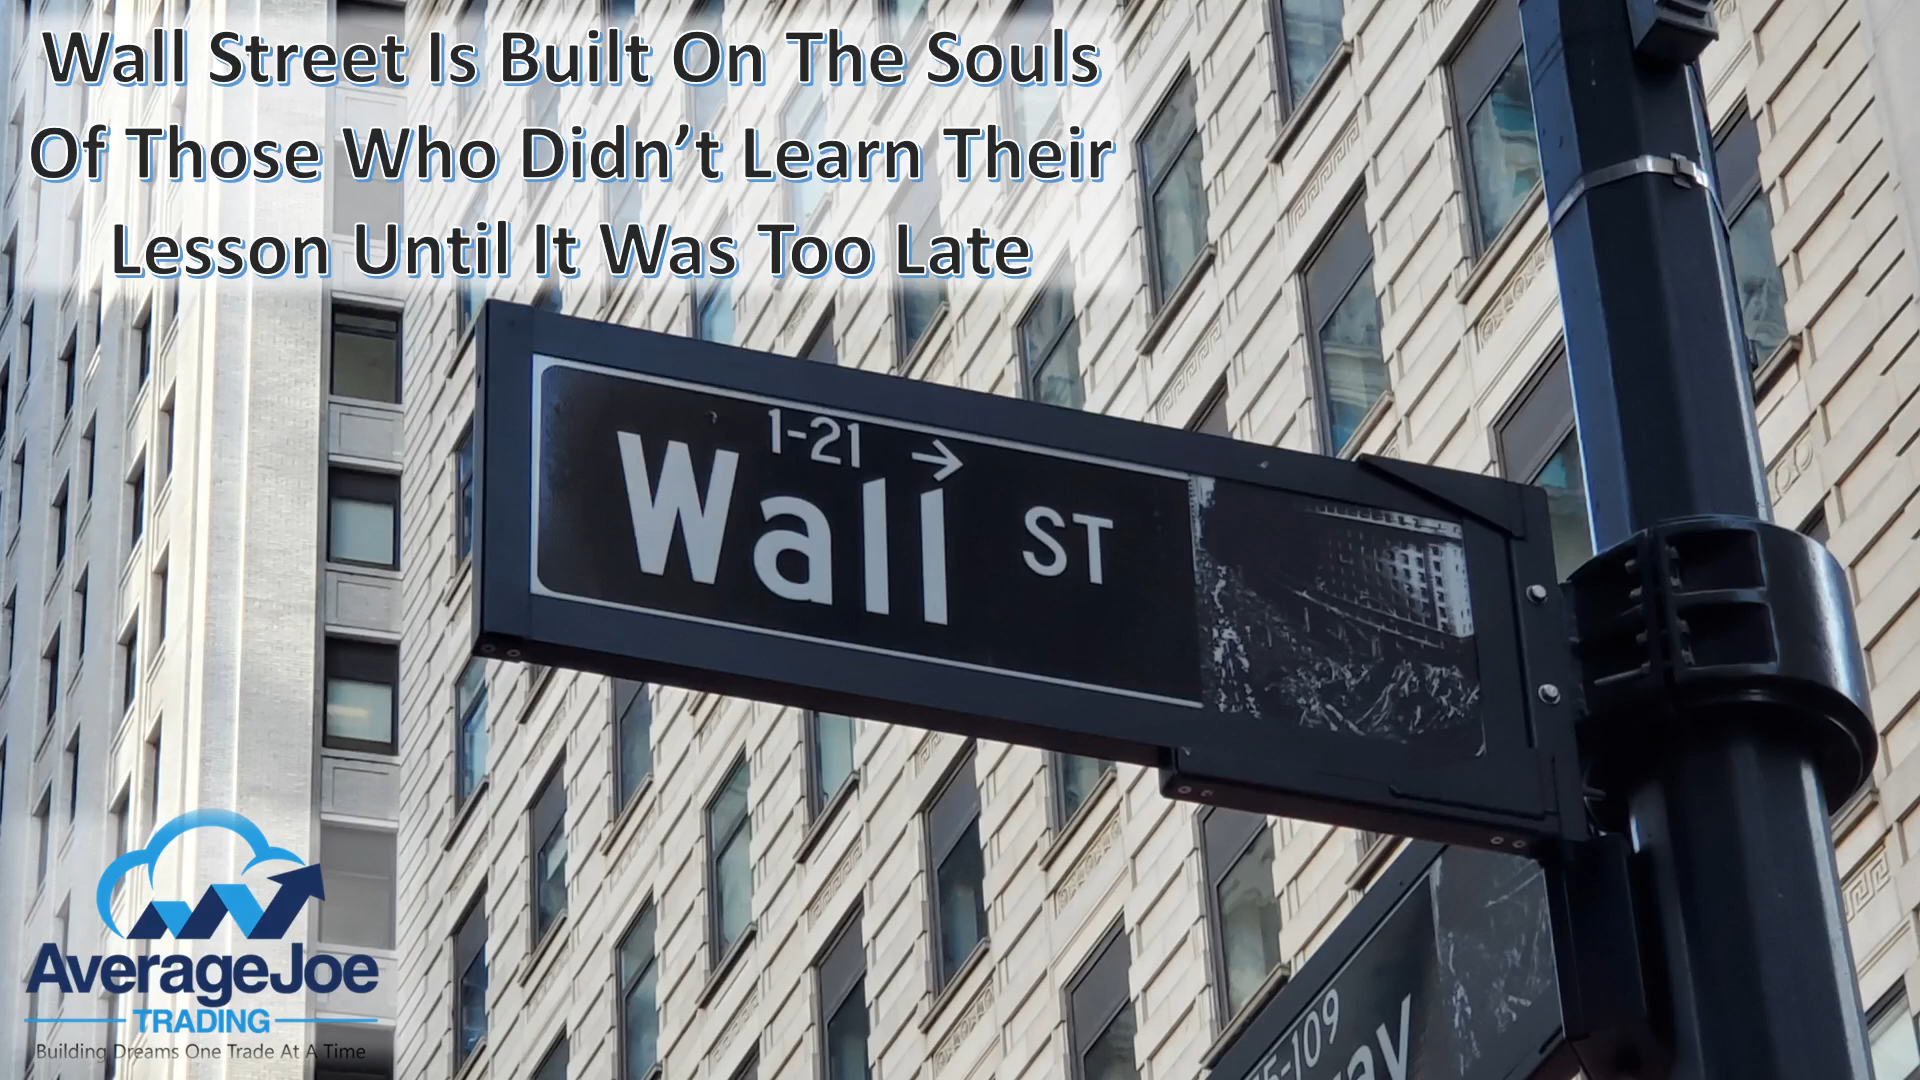 Wall Street Is Built On The Souls
Of Those Who Didn’t Learn Their
Lesson Until It Was Too Late
1-21 →
Wall ST
AverageJoe
TRADING
Building Dreams One Trade At A Time